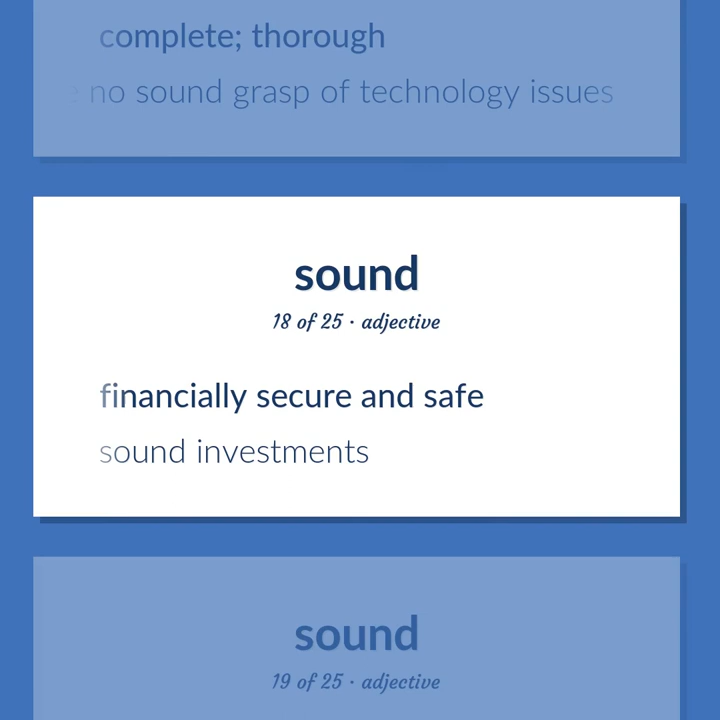 complete; thorough
no sound grasp of technology issues
sound
18 of 25 · adjective
financially secure and safe
sound investments
sound
19 of 25 · adjective